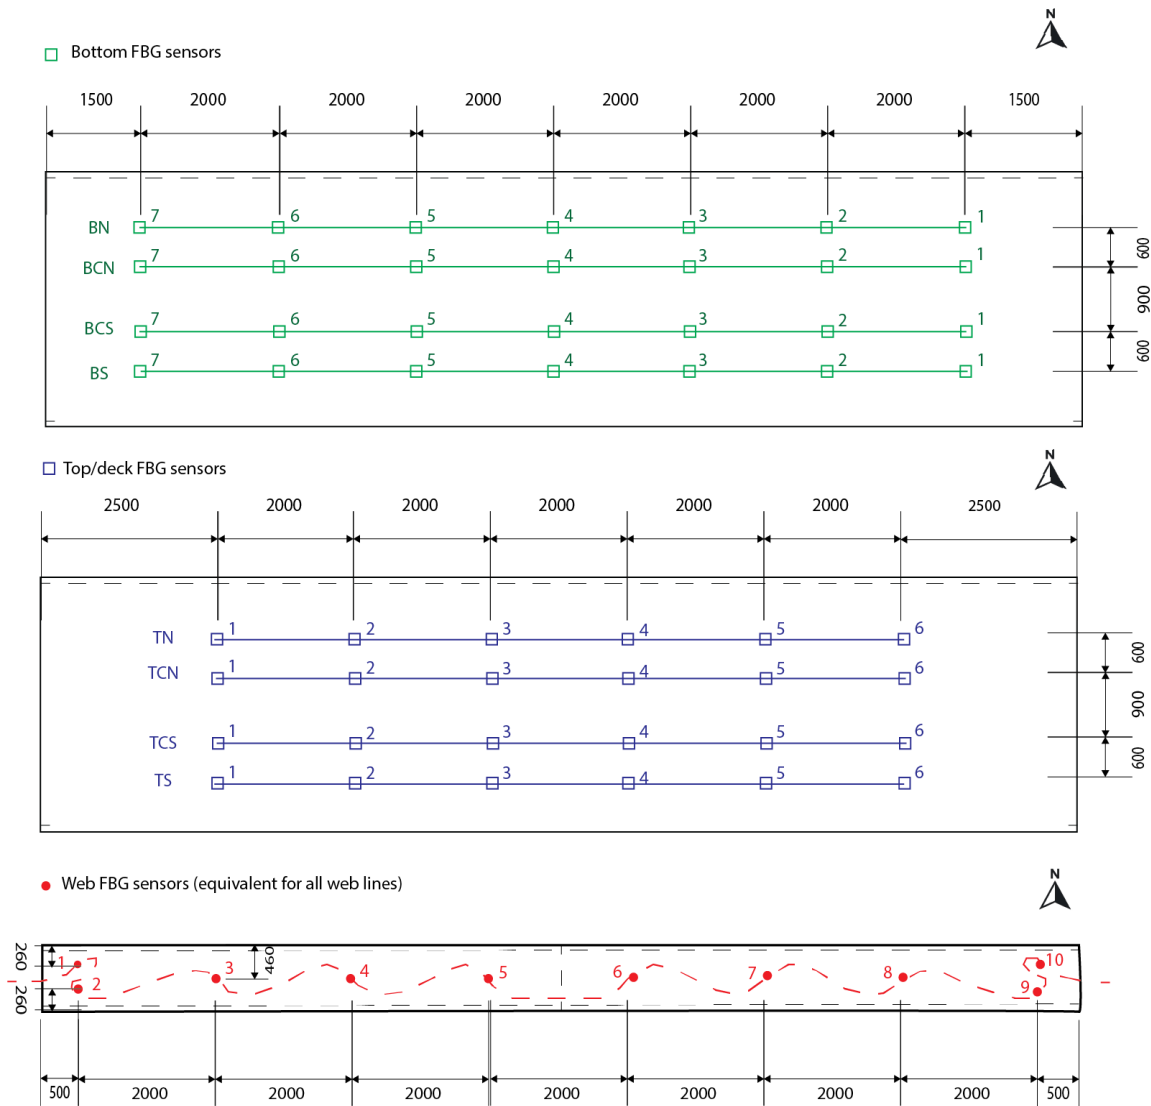 N
Bottom FBG sensors
1500 2000 2000 2000 2000 2000 2000 1500
BN 7 6 5 4 3 2 1
600
BCN 7 6 5 4 3 2 1
900
BCS 7 6 5 4 3 2 1
600
BS 7 6 5 4 3 2 1
N
Top/deck FBG sensors
2500 2000 2000 2000 2000 2000 2500
TN 1 2 3 4 5 6
600
TCN 1 2 3 4 5 6
900
TCS 1 2 3 4 5 6
600
TS 1 2 3 4 5 6
N
Web FBG sensors (equivalent for all web lines)
260 1 3 460 4 5 6 7 8 10
260 2 9
500 2000 2000 2000 2000 2000 2000 2000 500